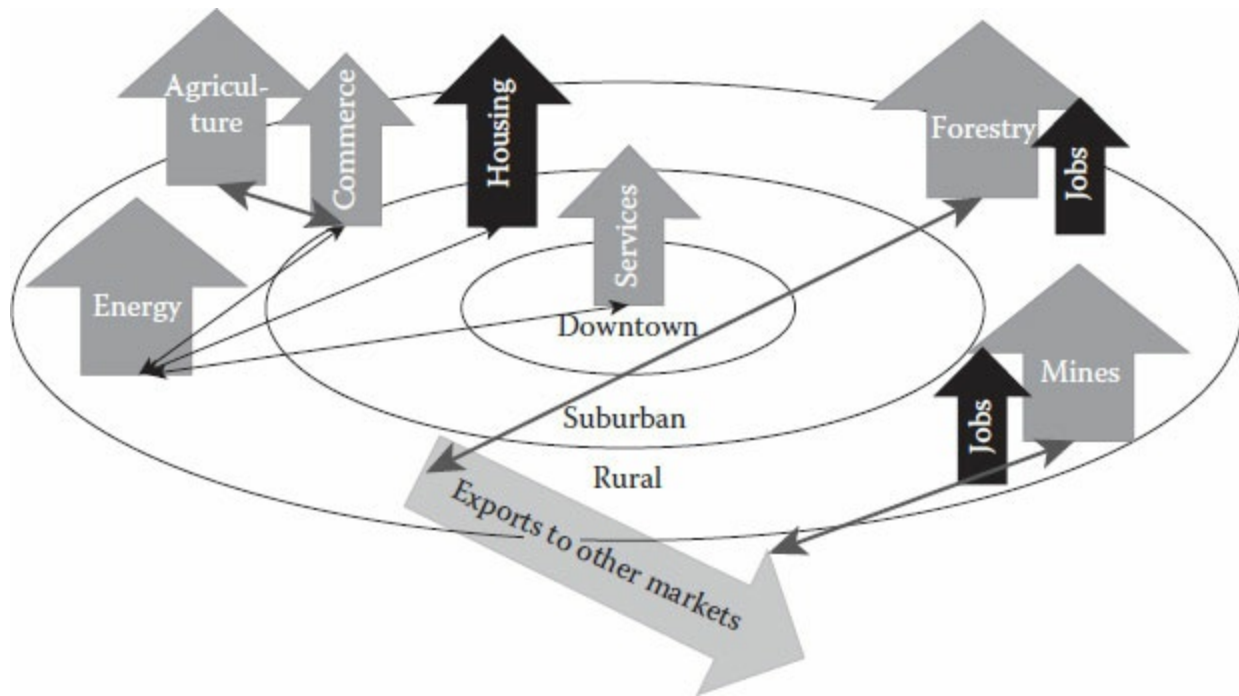 Agricul-
ture
Commerce
Housing
Services
Forestry
Jobs
Energy
Downtown
Mines
Jobs
Suburban
Rural
Exports to other markets